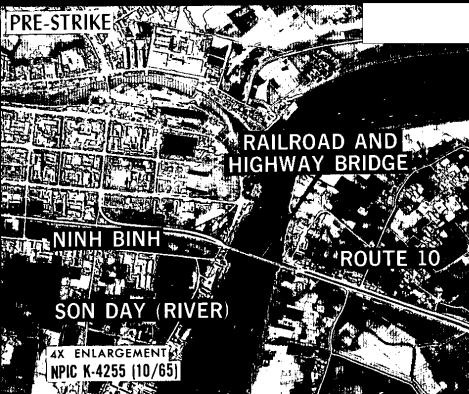 PRE-STRIKE
RAILROAD AND
HIGHWAY BRIDGE
NINH BINH
ROUTE 10
SON DAY (RIVER)
4X ENLARGEMENT
NPIC K-4255 (10/65)